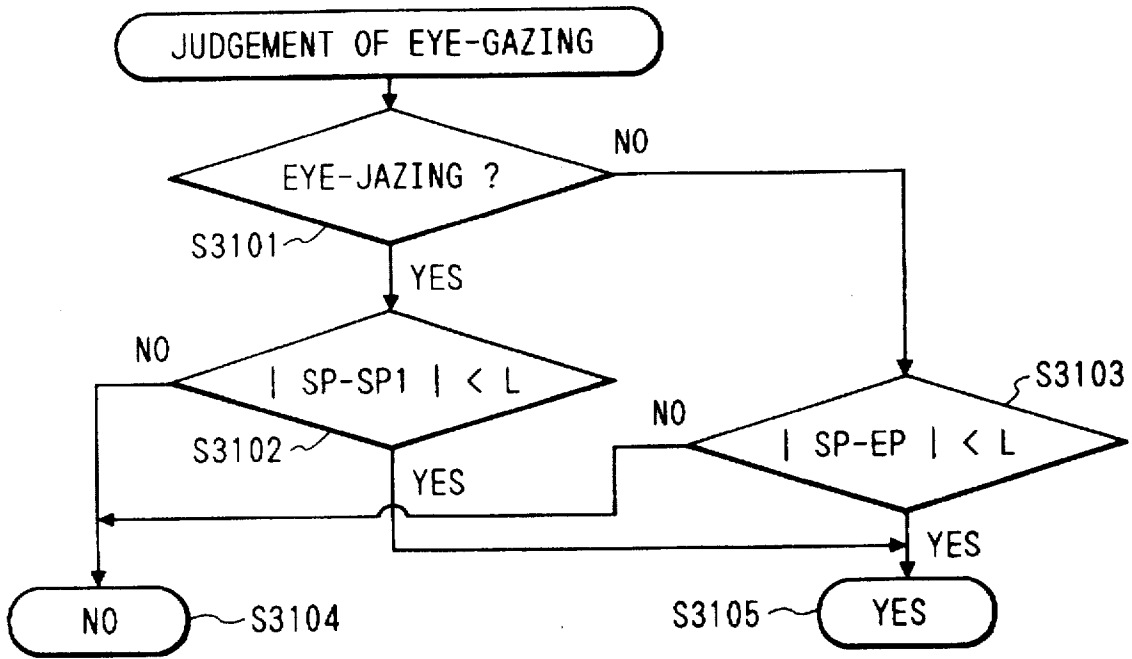 JUDGEMENT OF EYE-GAZING
EYE-JAZING ?
NO
S3101
YES
| SP-SP1 | < L
NO
S3102
YES
S3103
| SP-EP | < L
NO
YES
NO
S3104
S3105
YES